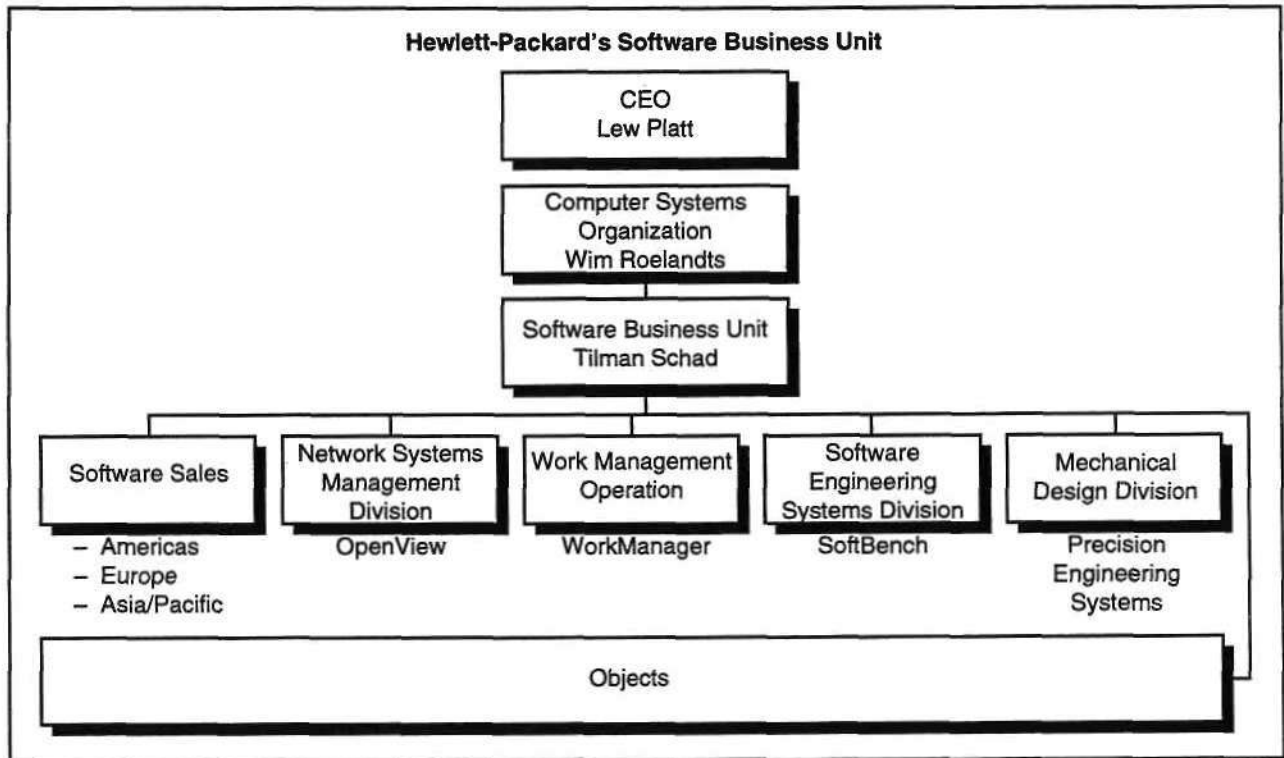 Hewlett-Packard's Software Business Unit
CEO
Lew Platt
Computer Systems
Organization
Wim Roelandts
Software Business Unit
Tilman Schad
Software Sales
– Americas
– Europe
– Asia/Pacific
Network Systems
Management
Division
OpenView
Work Management
Operation
WorkManager
Software
Engineering
Systems Division
SoftBench
Mechanical
Design Division
Precision
Engineering
Systems
Objects